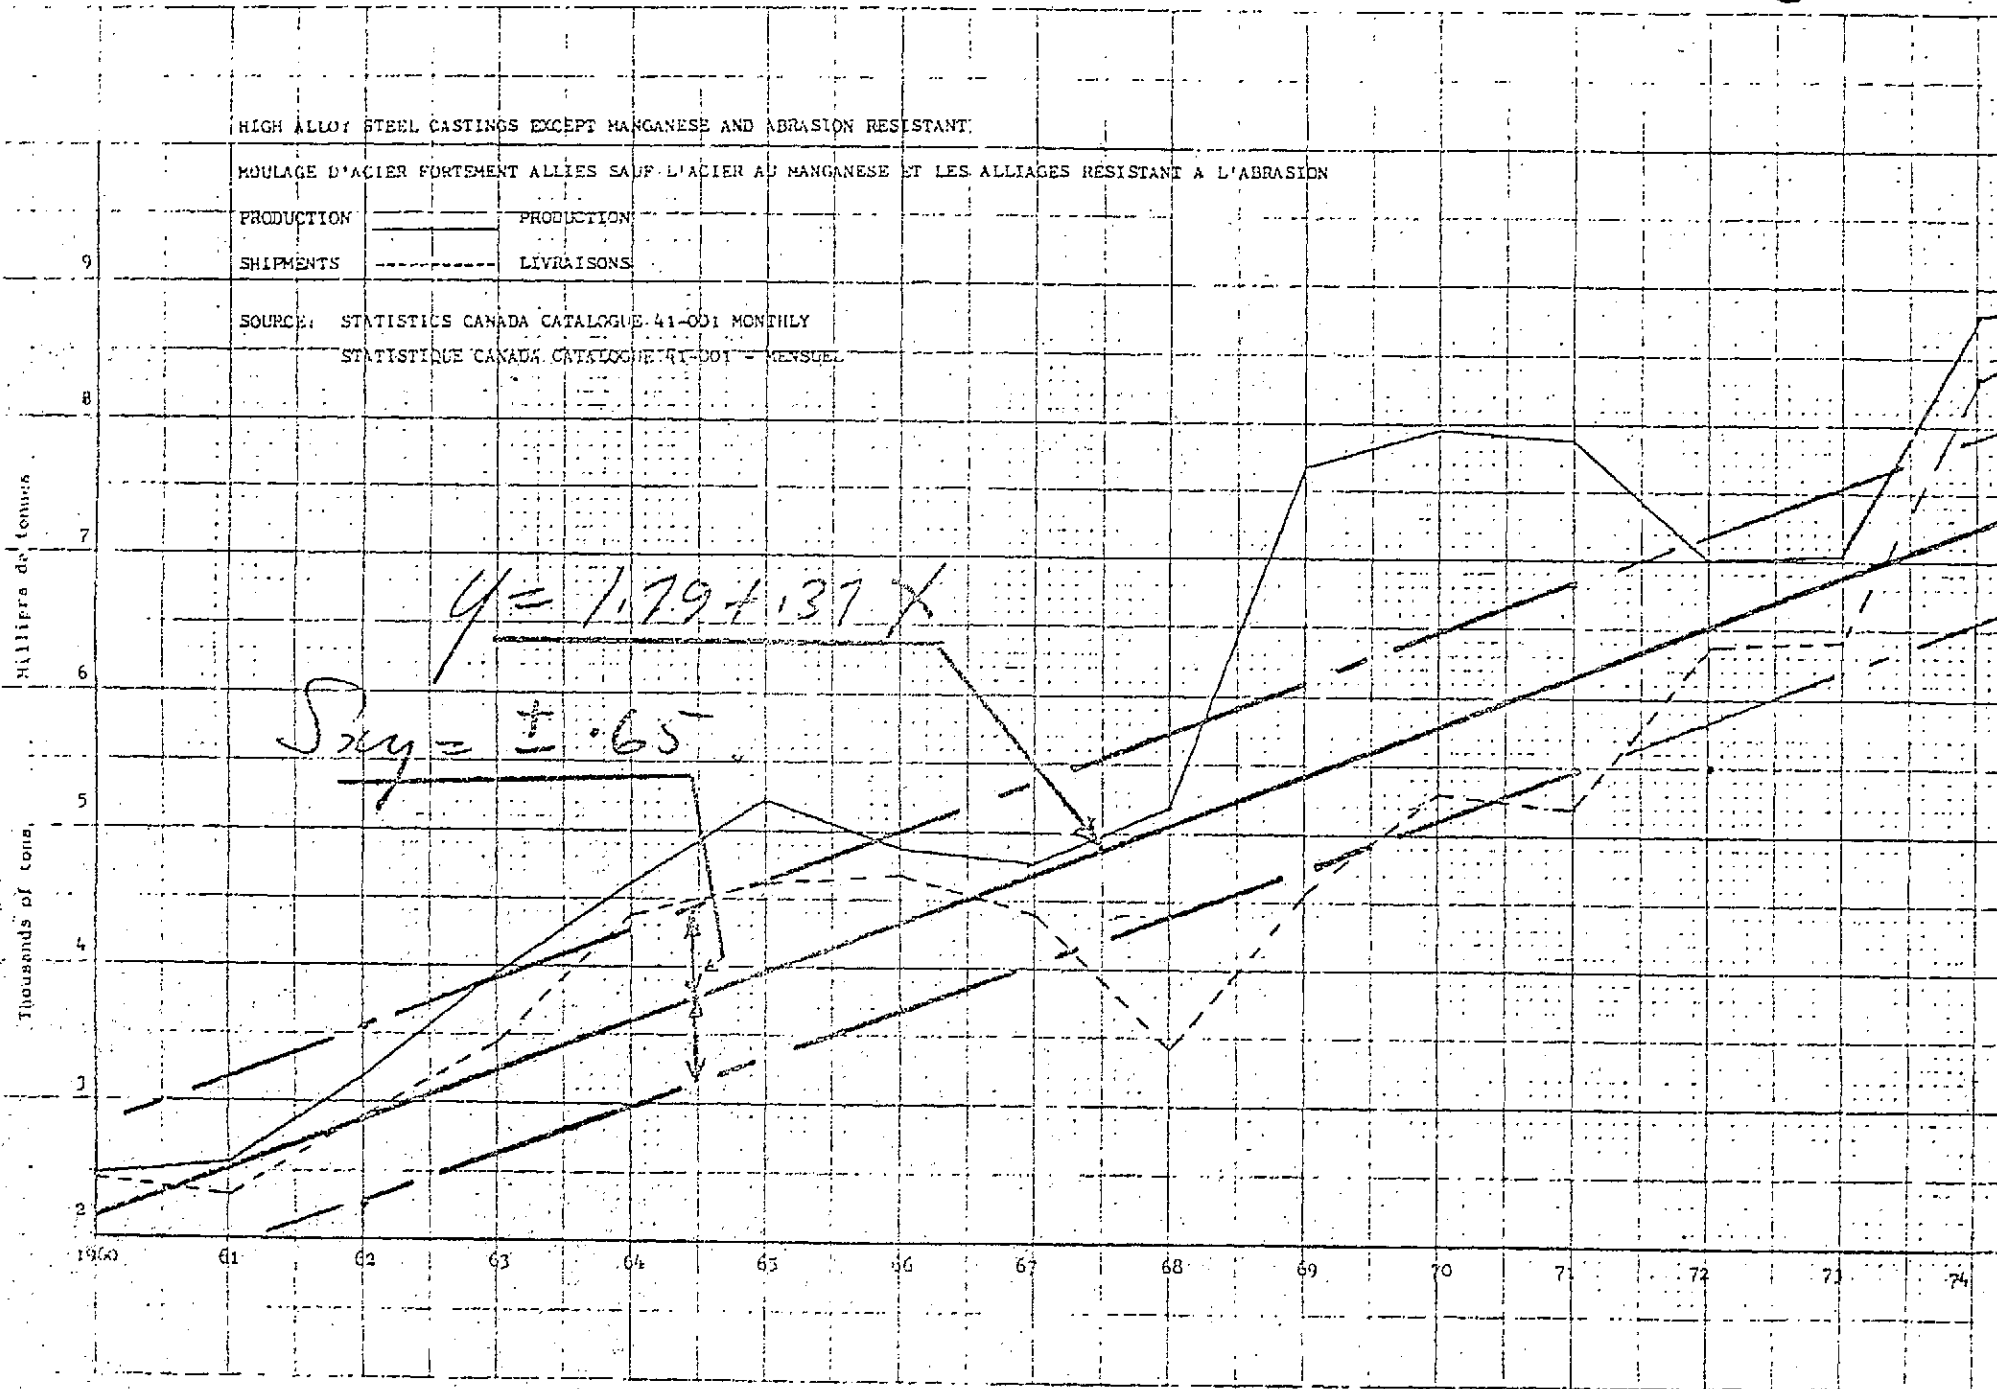 HIGH ALLOY STEEL CASTINGS EXCEPT MANGANESE AND ABRASION RESISTANT.
MOULAGE D'ACIER FORTEMENT ALLIES SAUF L'ACIER AU MANGANESE ET LES ALLIAGES RESISTANT A L'ABRASION
PRODUCTION PRODUCTION
SHIPMENTS LIVRAISONS
SOURCE: STATISTICS CANADA CATALOGUE 41-001 MONTHLY
STATISTIQUE CANADA CATALOGUE 41-001 - MENSUEL
9
8
7
6
5
4
3
2
Milliers de tonnes
Thousands of tons
y = 1.79 + .37 X
Sxy = ± .65
1960 61 62 63 64 65 66 67 68 69 70 71 72 73 74